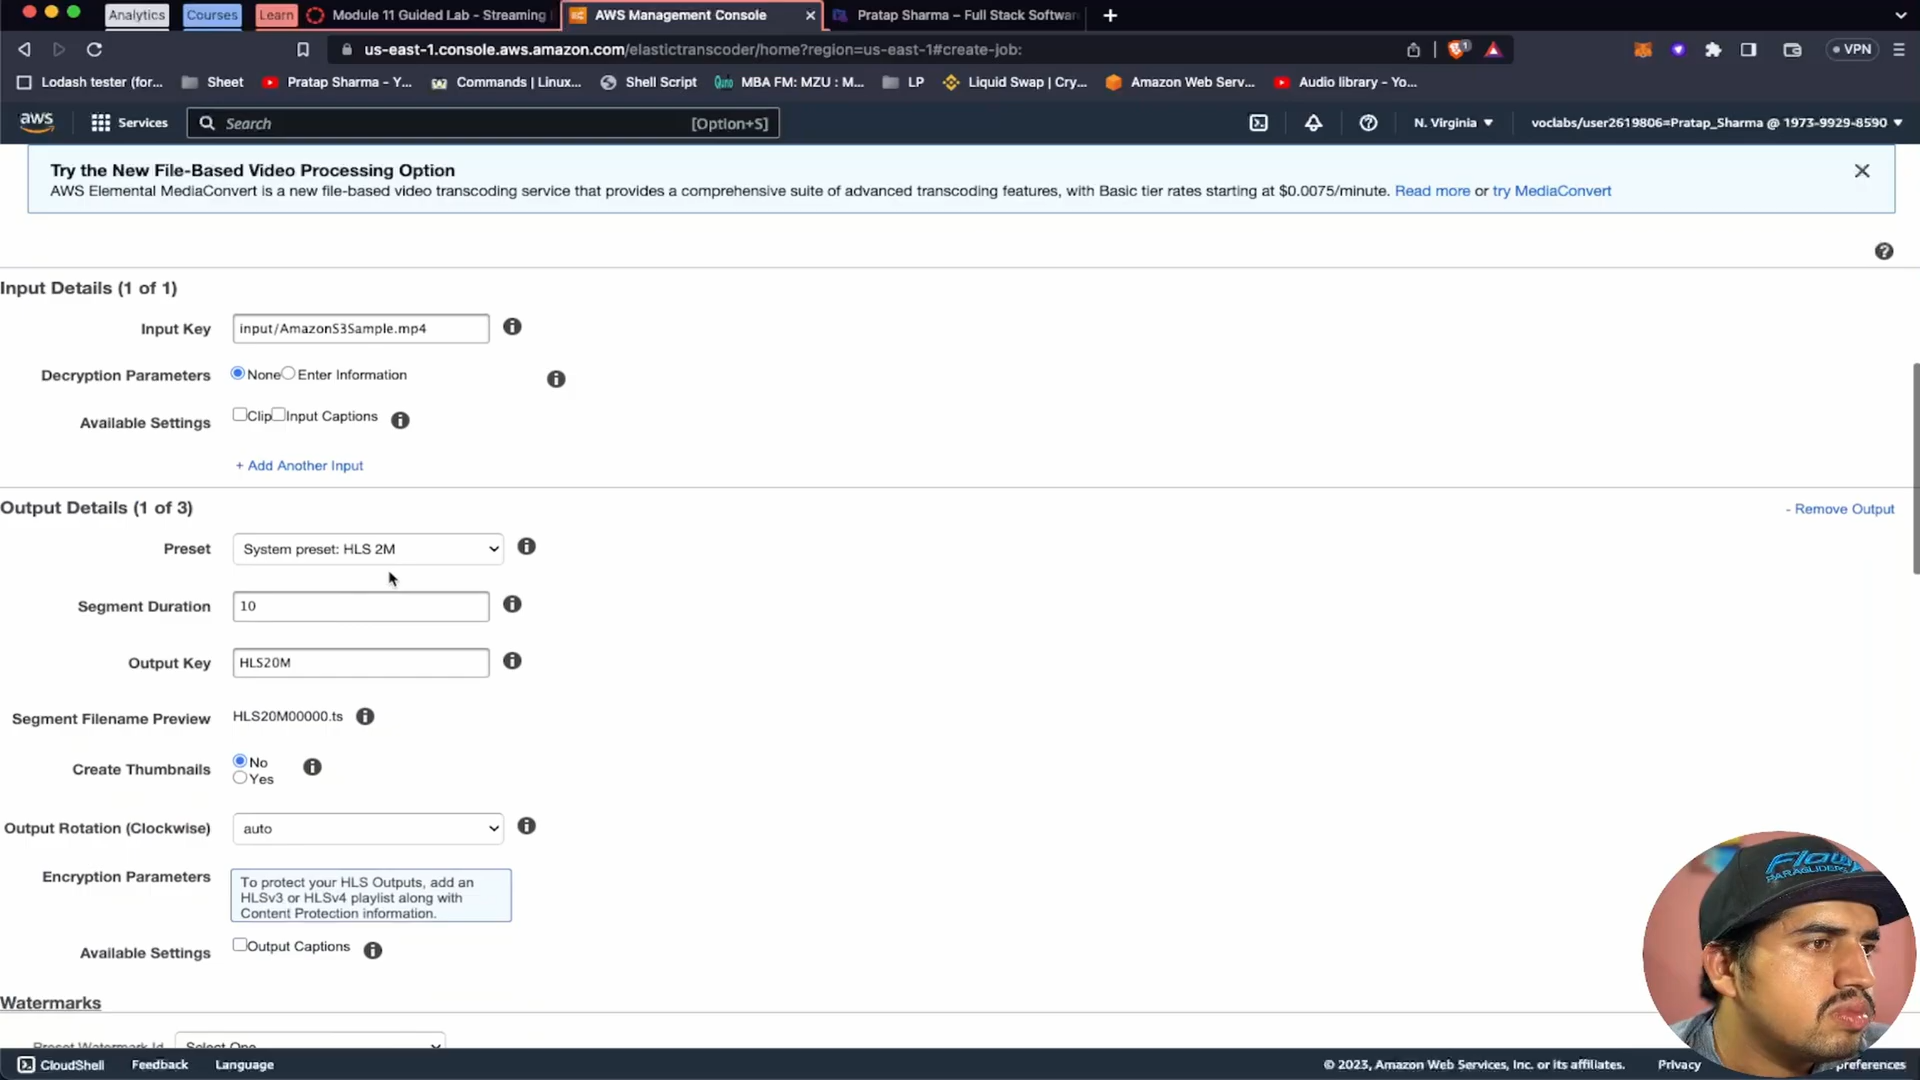 Analytics Courses Learn Module 11 Guided Lab - Streaming AWS Management Console Pratap Sharma – Full Stack Softwar
us-east-1.console.aws.amazon.com/elastictranscoder/home?region=us-east-1#create-job: 1 VPN
Lodash tester (for... Sheet Pratap Sharma - Y... Commands | Linux... Shell Script MBA FM: MZU : M... LP Liquid Swap | Cry... Amazon Web Serv... Audio library - Yo...
aws Services Search [Option+S] N. Virginia voclabs/user2619806=Pratap_Sharma @ 1973-9929-8590
Try the New File-Based Video Processing Option
AWS Elemental MediaConvert is a new file-based video transcoding service that provides a comprehensive suite of advanced transcoding features, with Basic tier rates starting at $0.0075/minute. Read more or try MediaConvert
Input Details (1 of 1)
Input Key input/AmazonS3Sample.mp4
Decryption Parameters None Enter Information
Available Settings Clip Input Captions
+ Add Another Input
Output Details (1 of 3) - Remove Output
Preset System preset: HLS 2M
Segment Duration 10
Output Key HLS20M
Segment Filename Preview HLS20M00000.ts
Create Thumbnails No
Yes
Output Rotation (Clockwise) auto
Encryption Parameters To protect your HLS Outputs, add an
HLSv3 or HLSv4 playlist along with
Content Protection information.
Available Settings Output Captions
Watermarks
Preset Watermark Id Select One
CloudShell Feedback Language © 2023, Amazon Web Services, Inc. or its affiliates. Privacy preferences